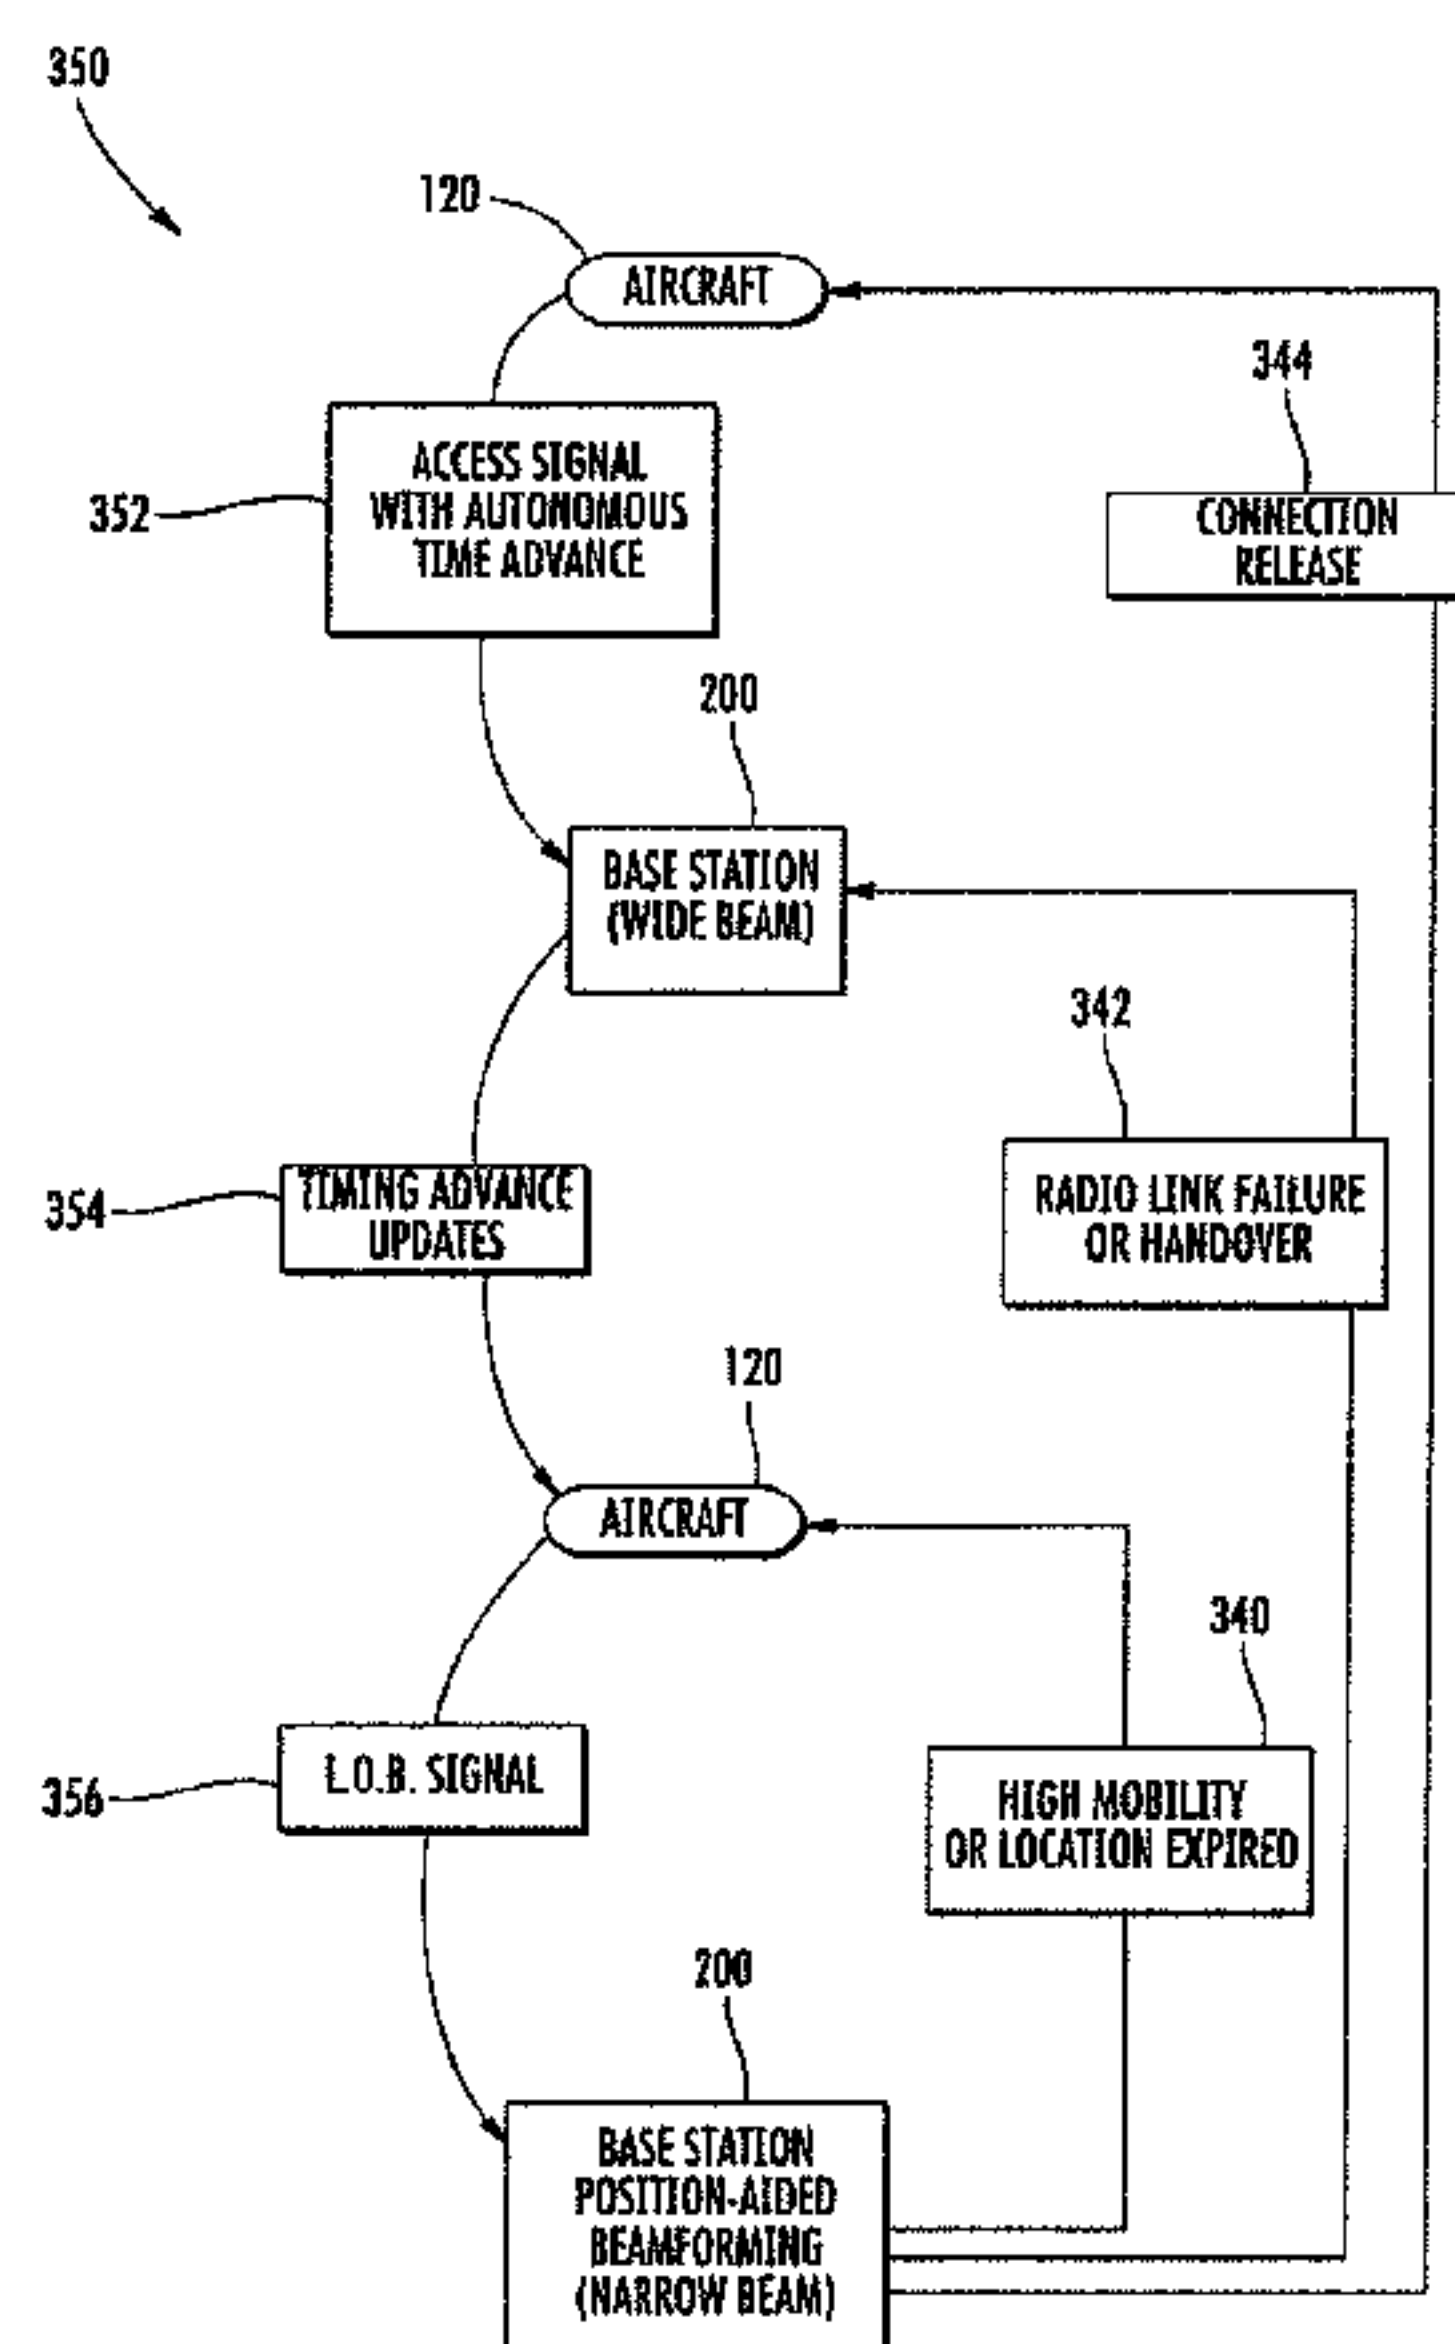 350
120
AIRCRAFT
344
ACCESS SIGNAL
WITH AUTONOMOUS
TIME ADVANCE
352
CONNECTION
RELEASE
200
BASE STATION
(WIDE BEAM)
342
TIMING ADVANCE
UPDATES
354
RADIO LINK FAILURE
OR HANDOVER
120
AIRCRAFT
340
L.O.B. SIGNAL
356
HIGH MOBILITY
OR LOCATION EXPIRED
200
BASE STATION
POSITION-AIDED
BEAMFORMING
(NARROW BEAM)